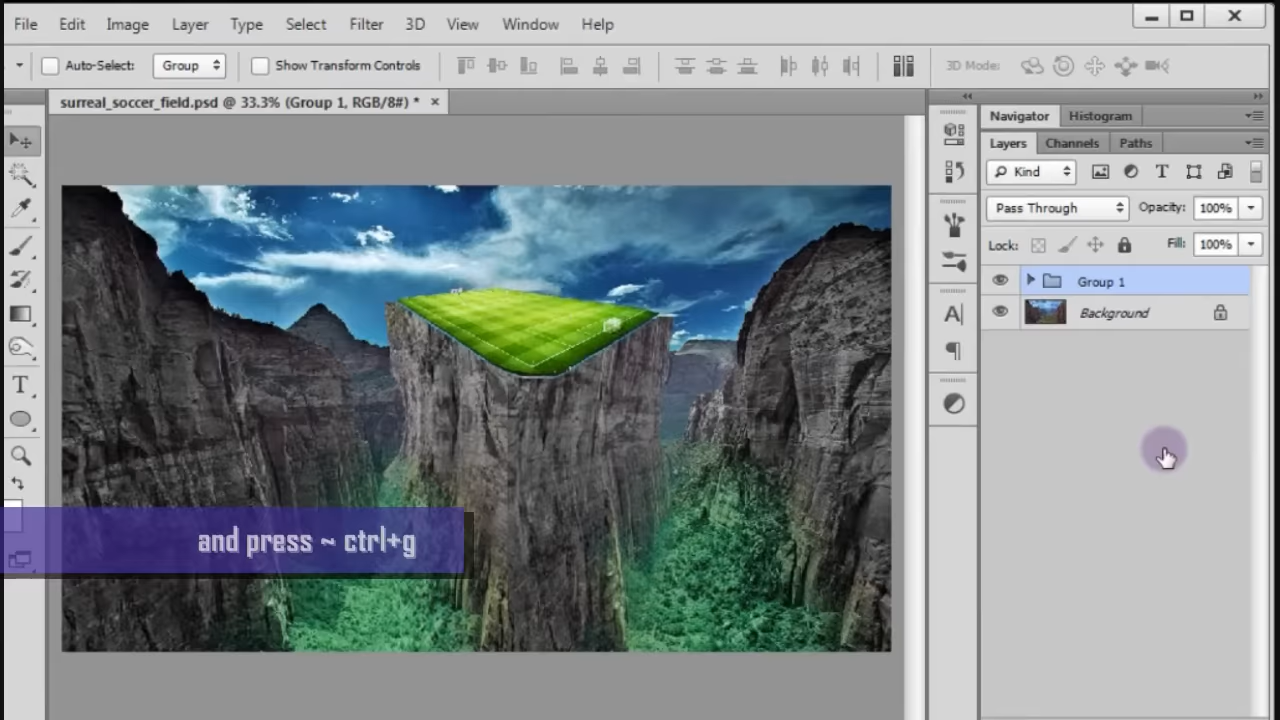 File Edit Image Layer Type Select Filter 3D View Window Help
Auto-Select: Group Show Transform Controls 3D Mode:
surreal_soccer_field.psd @ 33.3% (Group 1, RGB/8#) * ×
Navigator Histogram
Layers Channels Paths
Kind
Pass Through Opacity: 100%
Lock: Fill: 100%
Group 1
Background
and press ~ ctrl+g